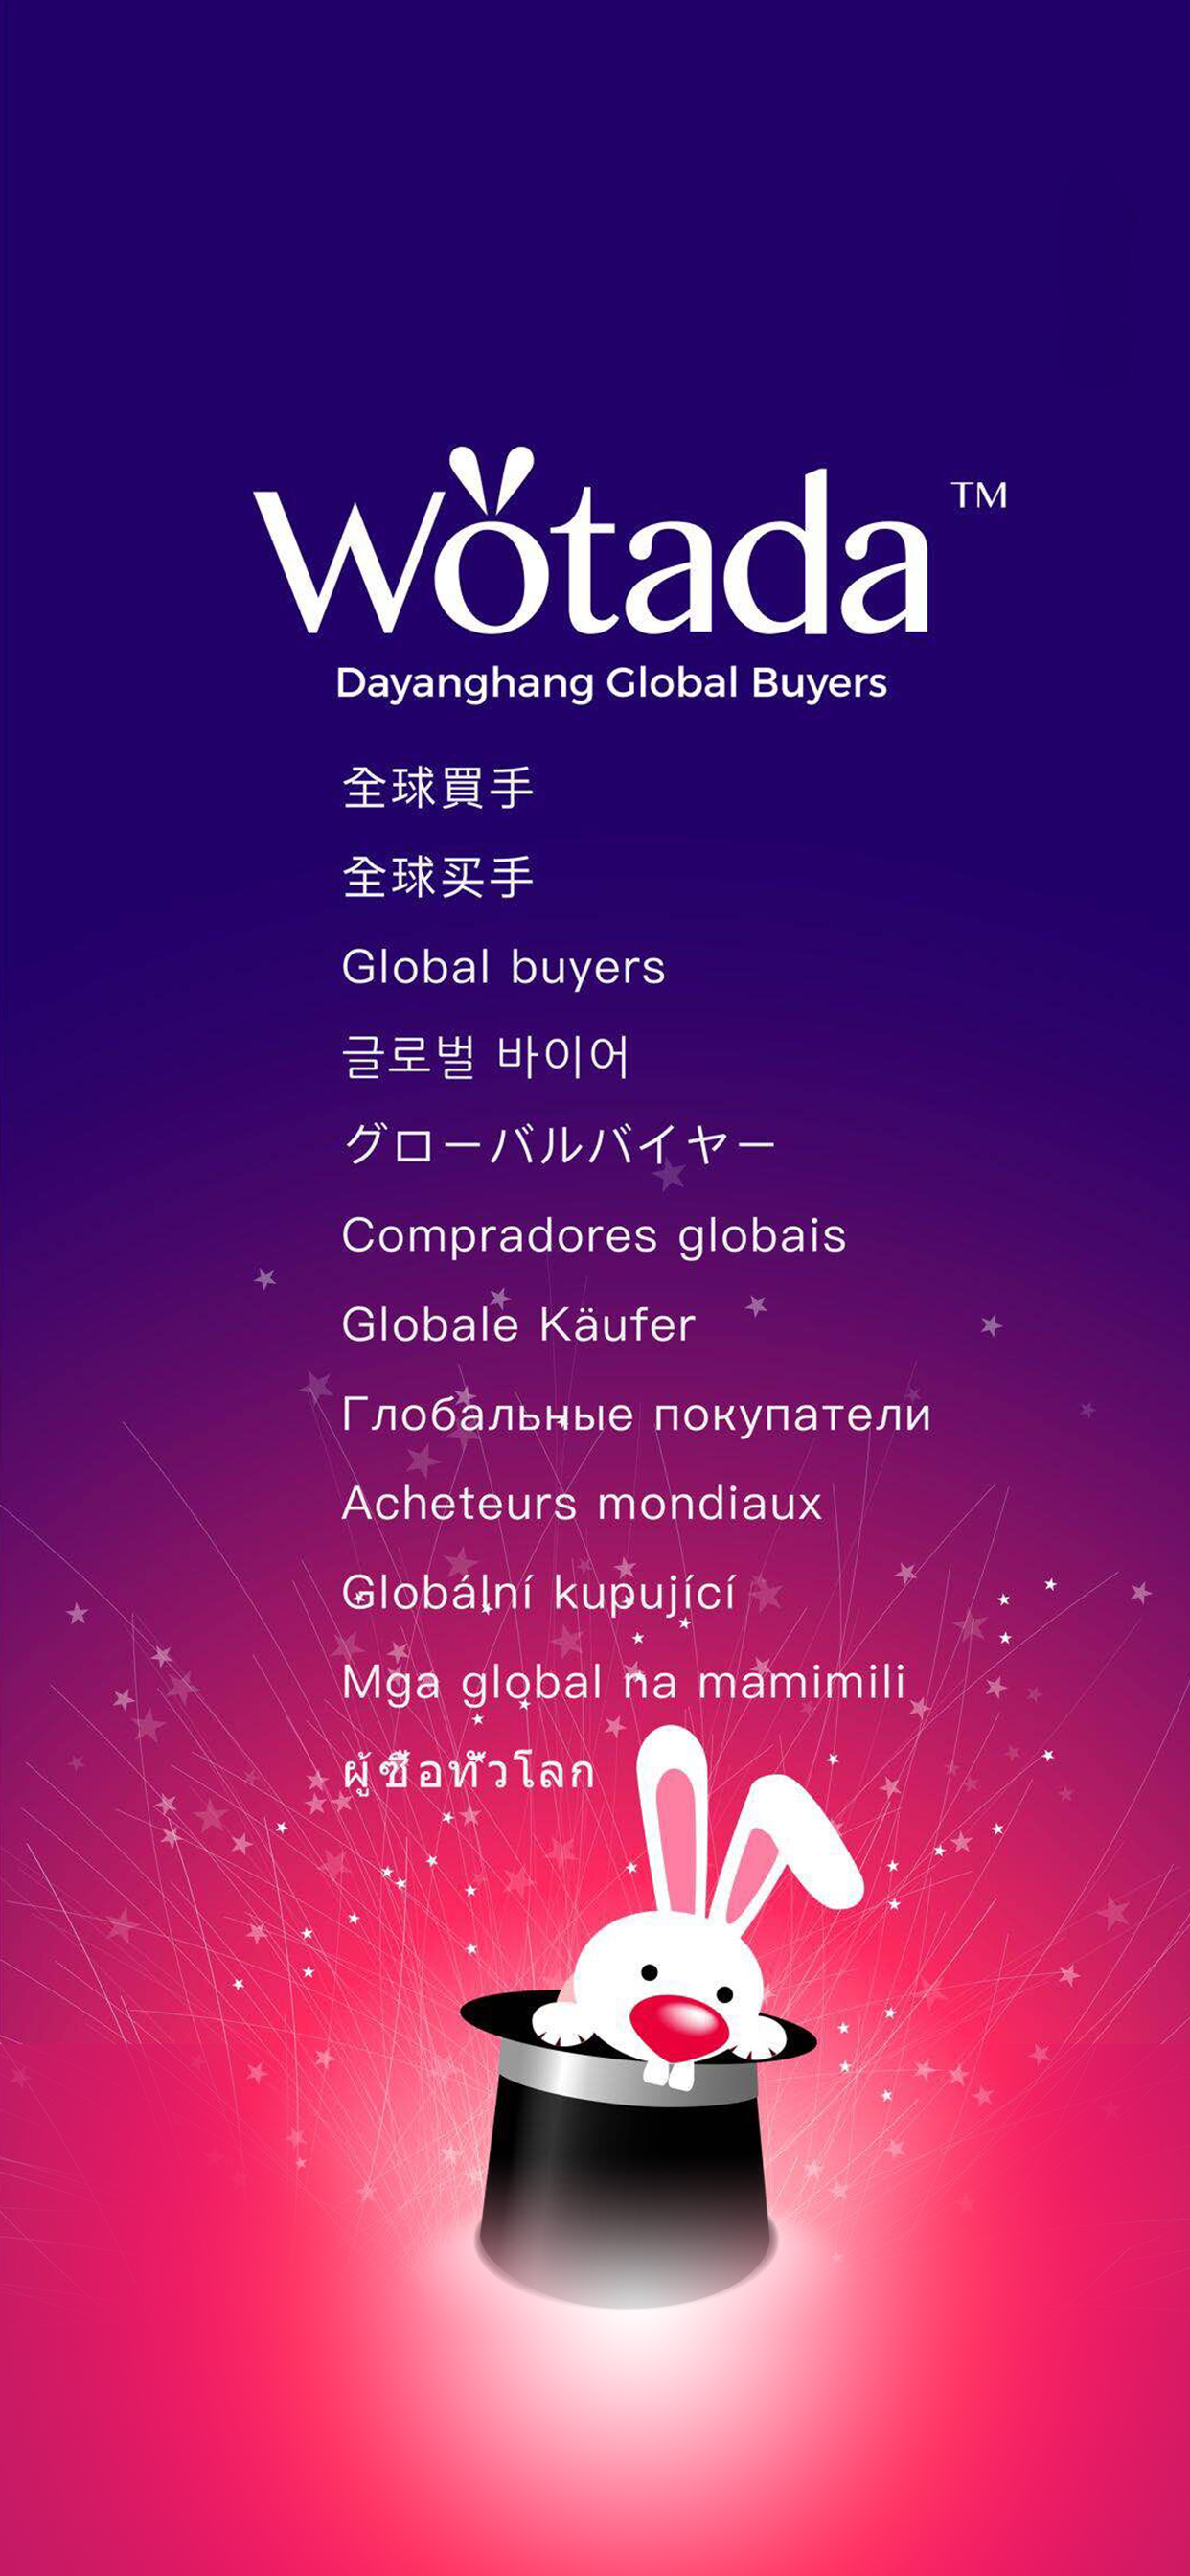 Wotada TM
Dayanghang Global Buyers
全球買手
全球买手
Global buyers
글로벌 바이어
グローバルバイヤー
Compradores globais
Globale Käufer
Глобальные покупатели
Acheteurs mondiaux
Globální kupující
Mga global na mamimili
ผู้ซื้อทั่วโลก